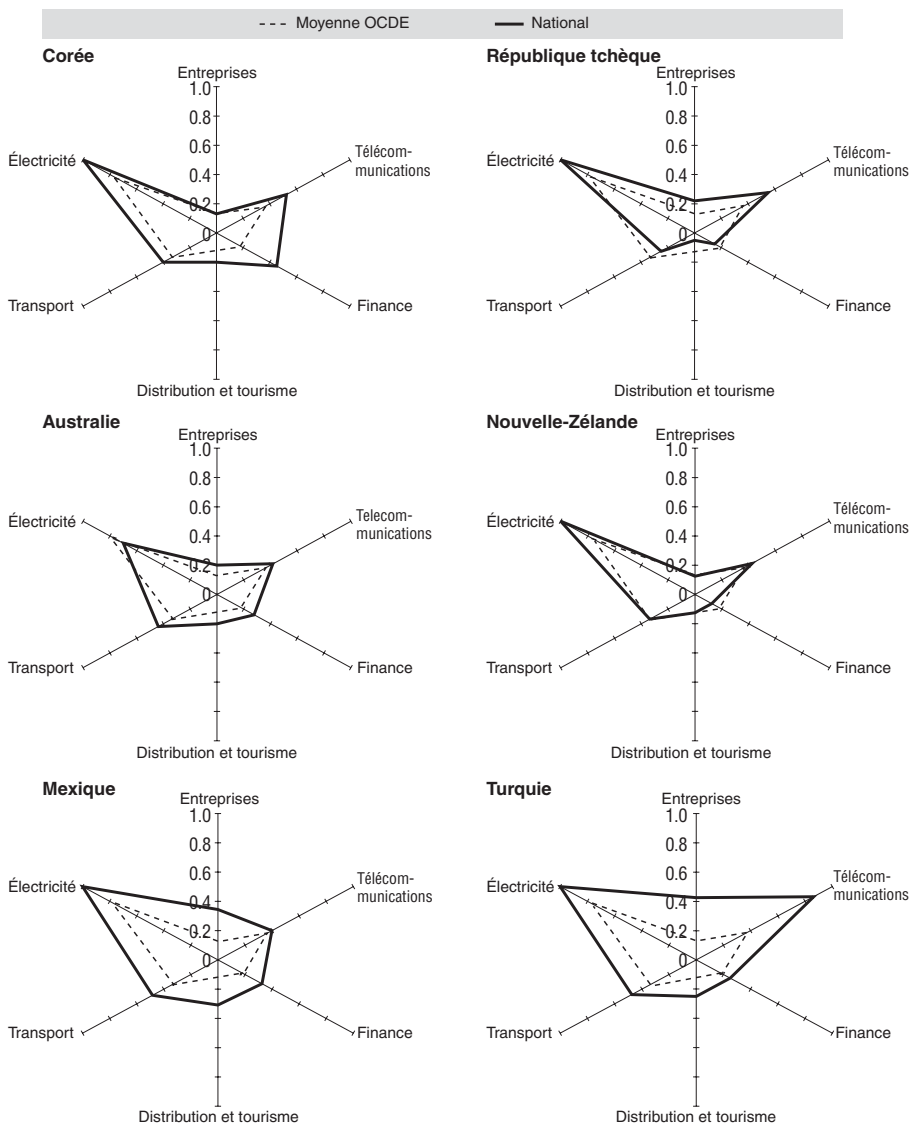 Moyenne OCDE National
Corée
Entreprises
1.0
0.8
0.6
0.4
0.2
0
Électricité
Télécom-
munications
Transport
Finance
Distribution et tourisme
République tchèque
Entreprises
1.0
0.8
0.6
0.4
0.2
0
Électricité
Télécom-
munications
Transport
Finance
Distribution et tourisme
Australie
Entreprises
1.0
0.8
0.6
0.4
0.2
0
Électricité
Telecom-
munications
Transport
Finance
Distribution et tourisme
Nouvelle-Zélande
Entreprises
1.0
0.8
0.6
0.4
0.2
0
Électricité
Télécom-
munications
Transport
Finance
Distribution et tourisme
Mexique
Entreprises
1.0
0.8
0.6
0.4
0.2
0
Électricité
Télécom-
munications
Transport
Finance
Distribution et tourisme
Turquie
Entreprises
1.0
0.8
0.6
0.4
0.2
0
Électricité
Télécom-
munications
Transport
Finance
Distribution et tourisme